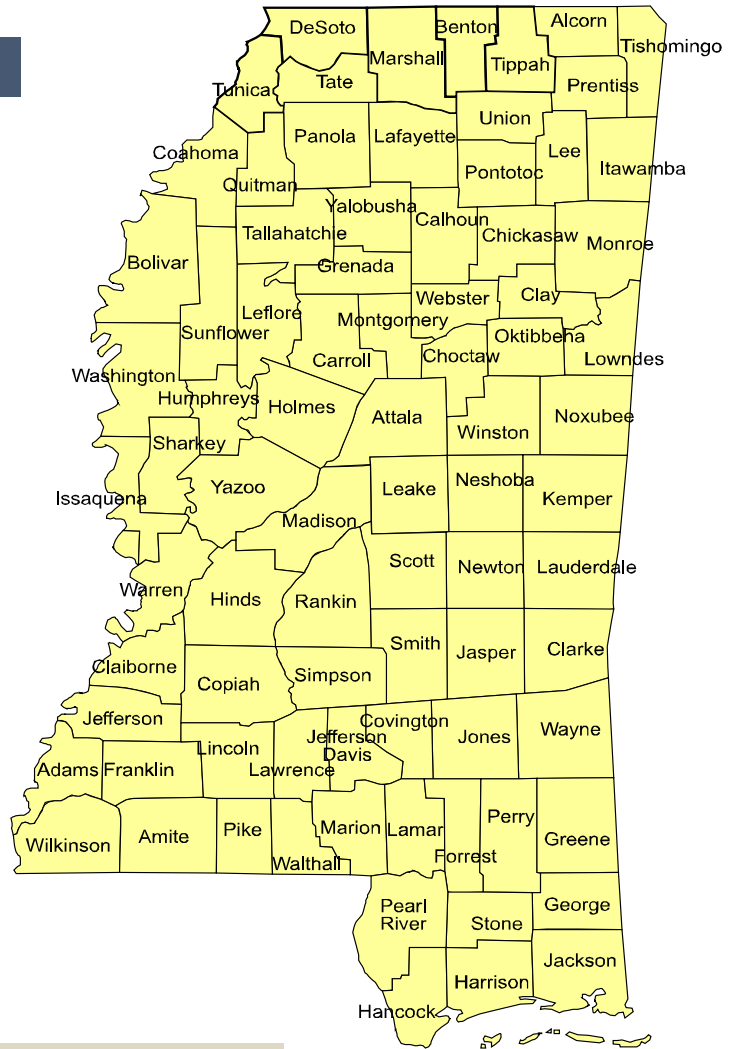 DeSoto
Benton
Alcorn
Tishomingo
Marshall
Tippah
Tunica
Tate
Prentiss
Union
Panola
Lafayette
Coahoma
Lee
Pontotoc
Itawamba
Quitman
Yalobusha
Calhoun
Tallahatchie
Chickasaw
Monroe
Bolivar
Grenada
Webster
Clay
Leflore
Montgomery
Sunflower
Oktibbeha
Carroll
Choctaw
Lowndes
Washington
Humphreys
Holmes
Attala
Noxubee
Winston
Sharkey
Yazoo
Leake
Neshoba
Issaquena
Kemper
Madison
Scott
Newton
Lauderdale
Warren
Hinds
Rankin
Smith
Jasper
Clarke
Claiborne
Copiah
Simpson
Jefferson
Covington
Lincoln
Jefferson
Davis
Jones
Wayne
Adams
Franklin
Lawrence
Wilkinson
Amite
Pike
Walthall
Marion
Lamar
Forrest
Perry
Greene
Pearl
River
Stone
George
Harrison
Jackson
Hancock